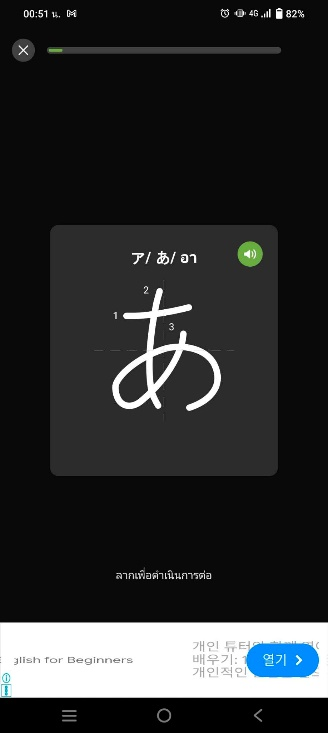 00:51 น. 4G 82%
ア/ あ/ อา
2
1
3
あ
ลากเพื่อดำเนินการต่อ
glish for Beginners
개인 튜터
배우기:
개인적인
열기